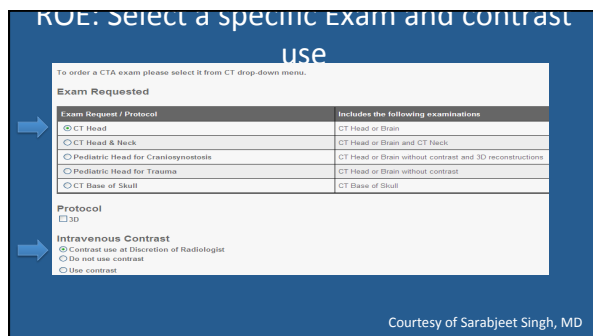 ROE: Select a specific Exam and contrast
use
To order a CTA exam please select it from CT drop-down menu.
Exam Requested
Exam Request / Protocol Includes the following examinations
CT Head CT Head or Brain
CT Head & Neck CT Head or Brain and CT Neck
Pediatric Head for Craniosynostosis CT Head or Brain without contrast and 3D reconstructions
Pediatric Head for Trauma CT Head or Brain without contrast
CT Base of Skull CT Base of Skull
Protocol
3D
Intravenous Contrast
Contrast use at Discretion of Radiologist
Do not use contrast
Use contrast
Courtesy of Sarabjeet Singh, MD